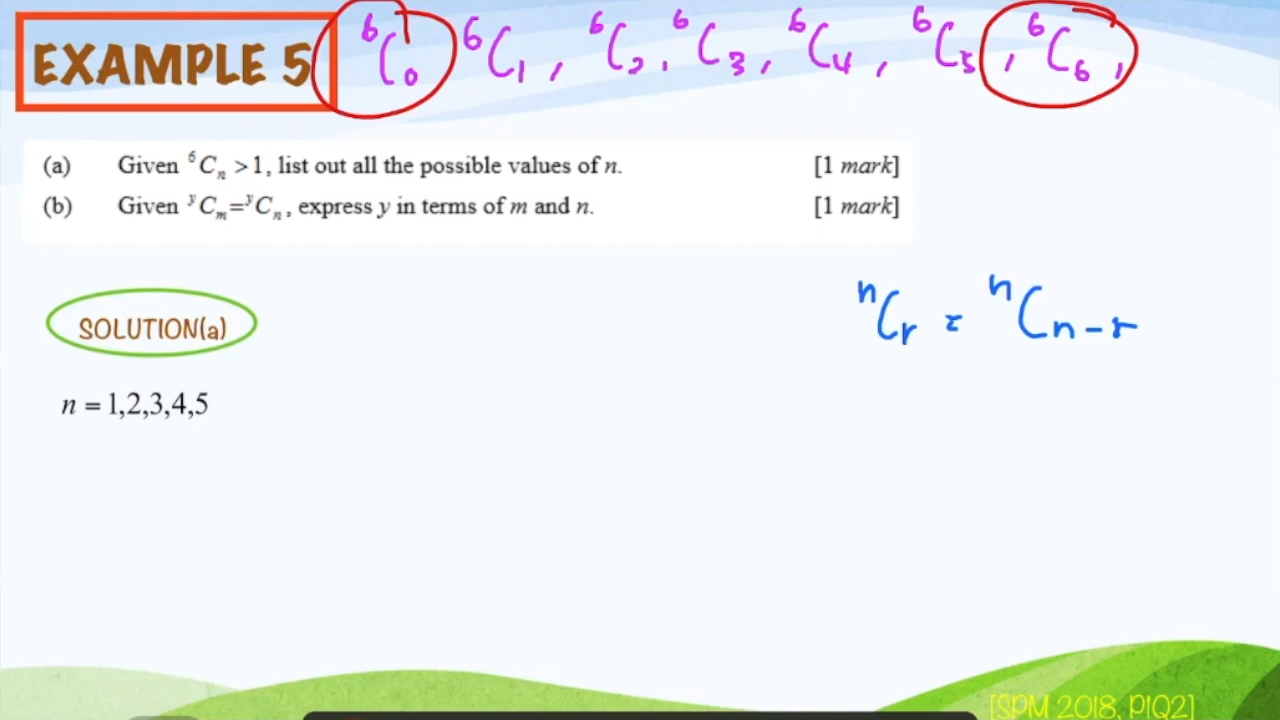 EXAMPLE 5
⁶C₀ ⁶C₁ , ⁶C₂ , ⁶C₃ , ⁶C₄ , ⁶C₅ , ⁶C₆ ,
(a) Given ⁶Cₙ > 1, list out all the possible values of n. [1 mark]
(b) Given ʸCₘ=ʸCₙ , express y in terms of m and n. [1 mark]
ⁿCᵣ = ⁿCₙ₋ᵣ
SOLUTION(a)
n = 1,2,3,4,5
[SPM 2018, P1Q2]